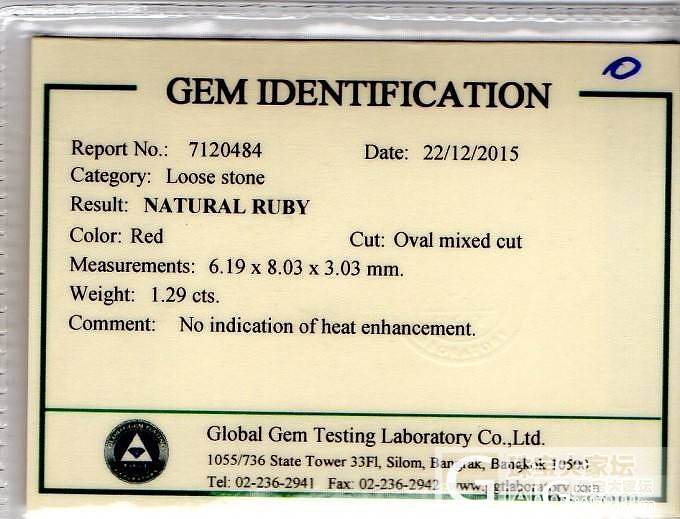 O
GEM IDENTIFICATION
Report No.: 7120484 Date: 22/12/2015
Category: Loose stone
Result: NATURAL RUBY
Color: Red Cut: Oval mixed cut
Measurements: 6.19 x 8.03 x 3.03 mm.
Weight: 1.29 cts.
Comment: No indication of heat enhancement.
Global Gem Testing Laboratory Co.,Ltd.
1055/736 State Tower 33Fl, Silom, Bangrak, Bangkok 10500
Tel: 02-236-2941 Fax: 02-236-2942